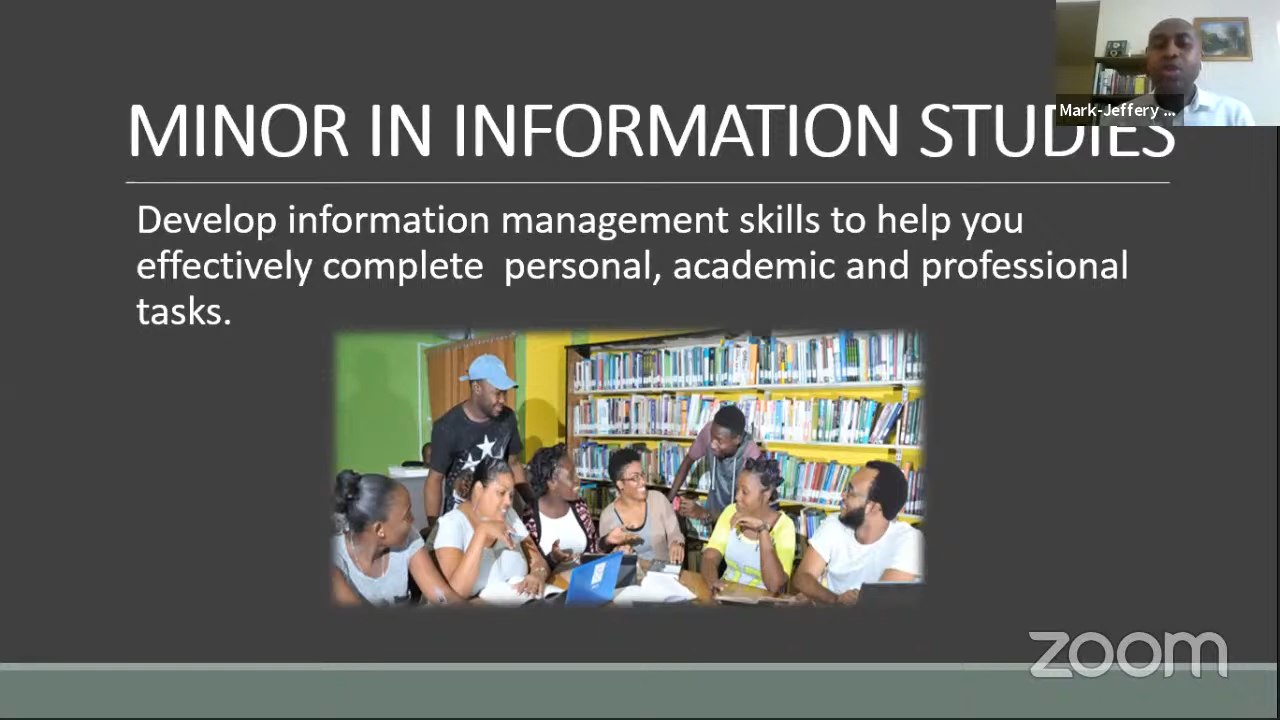 MINOR IN INFORMATION STUDIES
Mark-Jeffery ...
Develop information management skills to help you
effectively complete personal, academic and professional
tasks.
zoom